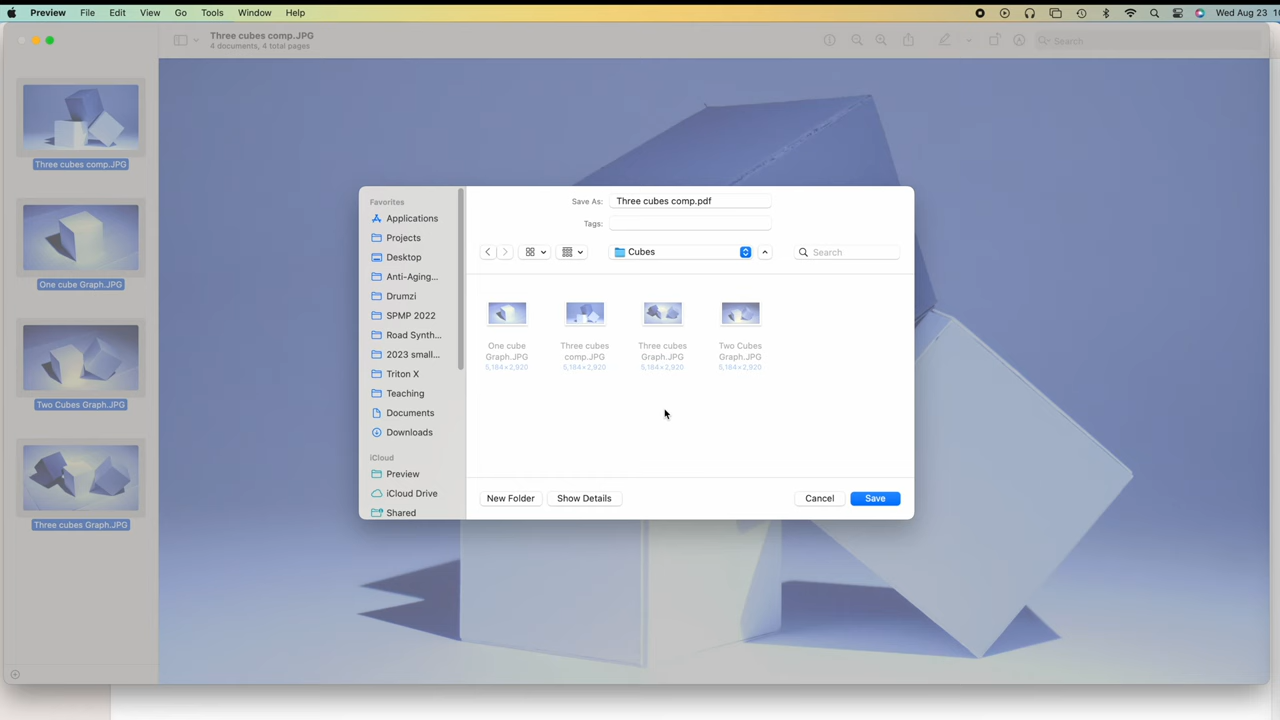 Preview File Edit View Go Tools Window Help Wed Aug 23
Three cubes comp.JPG
4 documents, 4 total pages
Search
Three cubes comp.JPG
One cube Graph.JPG
Two Cubes Graph.JPG
Three cubes Graph.JPG
Favorites
Applications
Projects
Desktop
Anti-Aging...
Drumzi
SPMP 2022
Road Synth...
2023 small...
Triton X
Teaching
Documents
Downloads
iCloud
Preview
iCloud Drive
Shared
Save As: Three cubes comp.pdf
Tags:
Cubes
Search
One cube
Graph.JPG
5,184×2,920
Three cubes
comp.JPG
5,184×2,920
Three cubes
Graph.JPG
5,184×2,920
Two Cubes
Graph.JPG
5,184×2,920
New Folder
Show Details
Cancel
Save